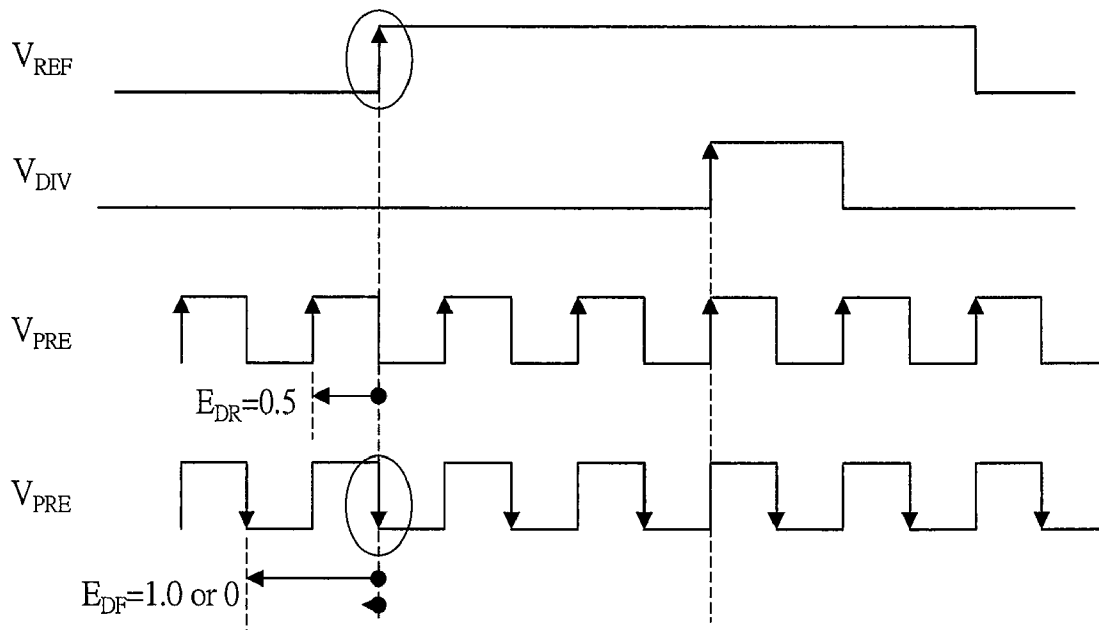 V_REF
V_DIV
V_PRE
E_DR=0.5
V_PRE
E_DF=1.0 or 0